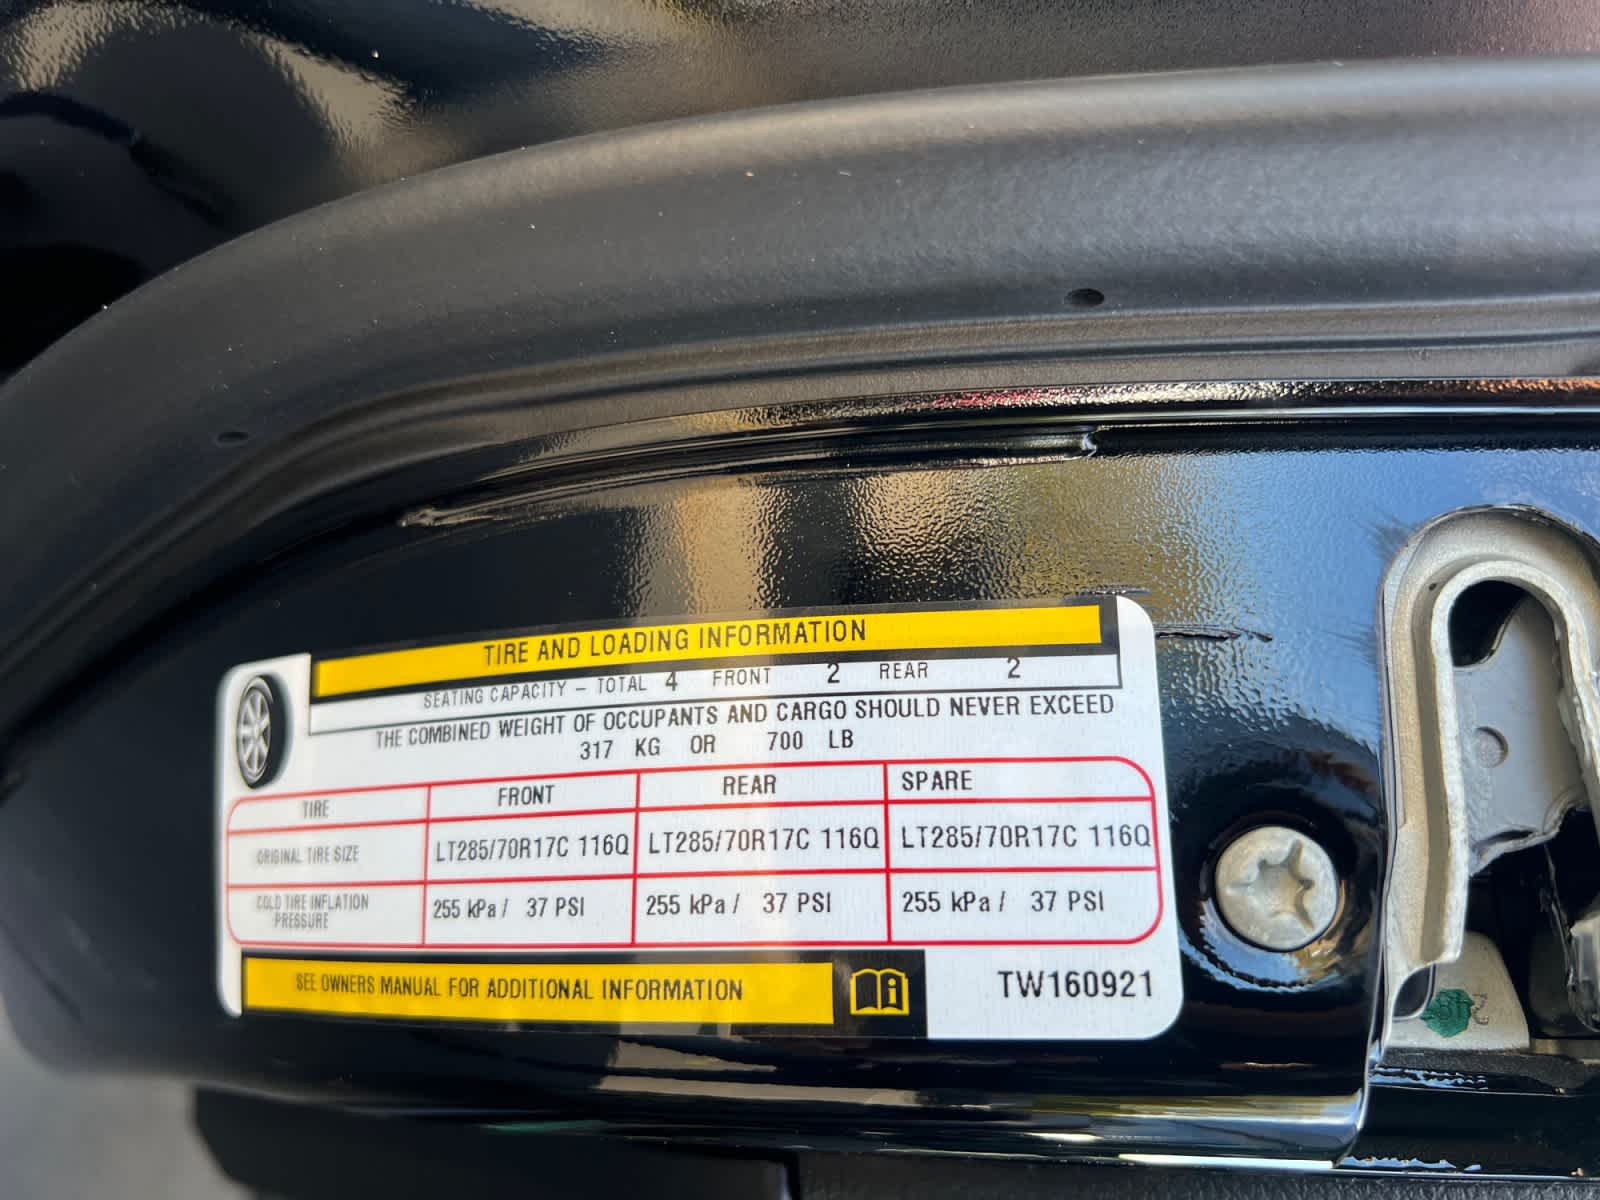 TIRE AND LOADING INFORMATION
SEATING CAPACITY – TOTAL 4 FRONT 2 REAR 2
THE COMBINED WEIGHT OF OCCUPANTS AND CARGO SHOULD NEVER EXCEED
317 KG OR 700 LB
TIRE FRONT REAR SPARE
ORIGINAL TIRE SIZE LT285/70R17C 116Q LT285/70R17C 116Q LT285/70R17C 116Q
COLD TIRE INFLATION
PRESSURE 255 kPa / 37 PSI 255 kPa / 37 PSI 255 kPa / 37 PSI
SEE OWNERS MANUAL FOR ADDITIONAL INFORMATION
TW160921